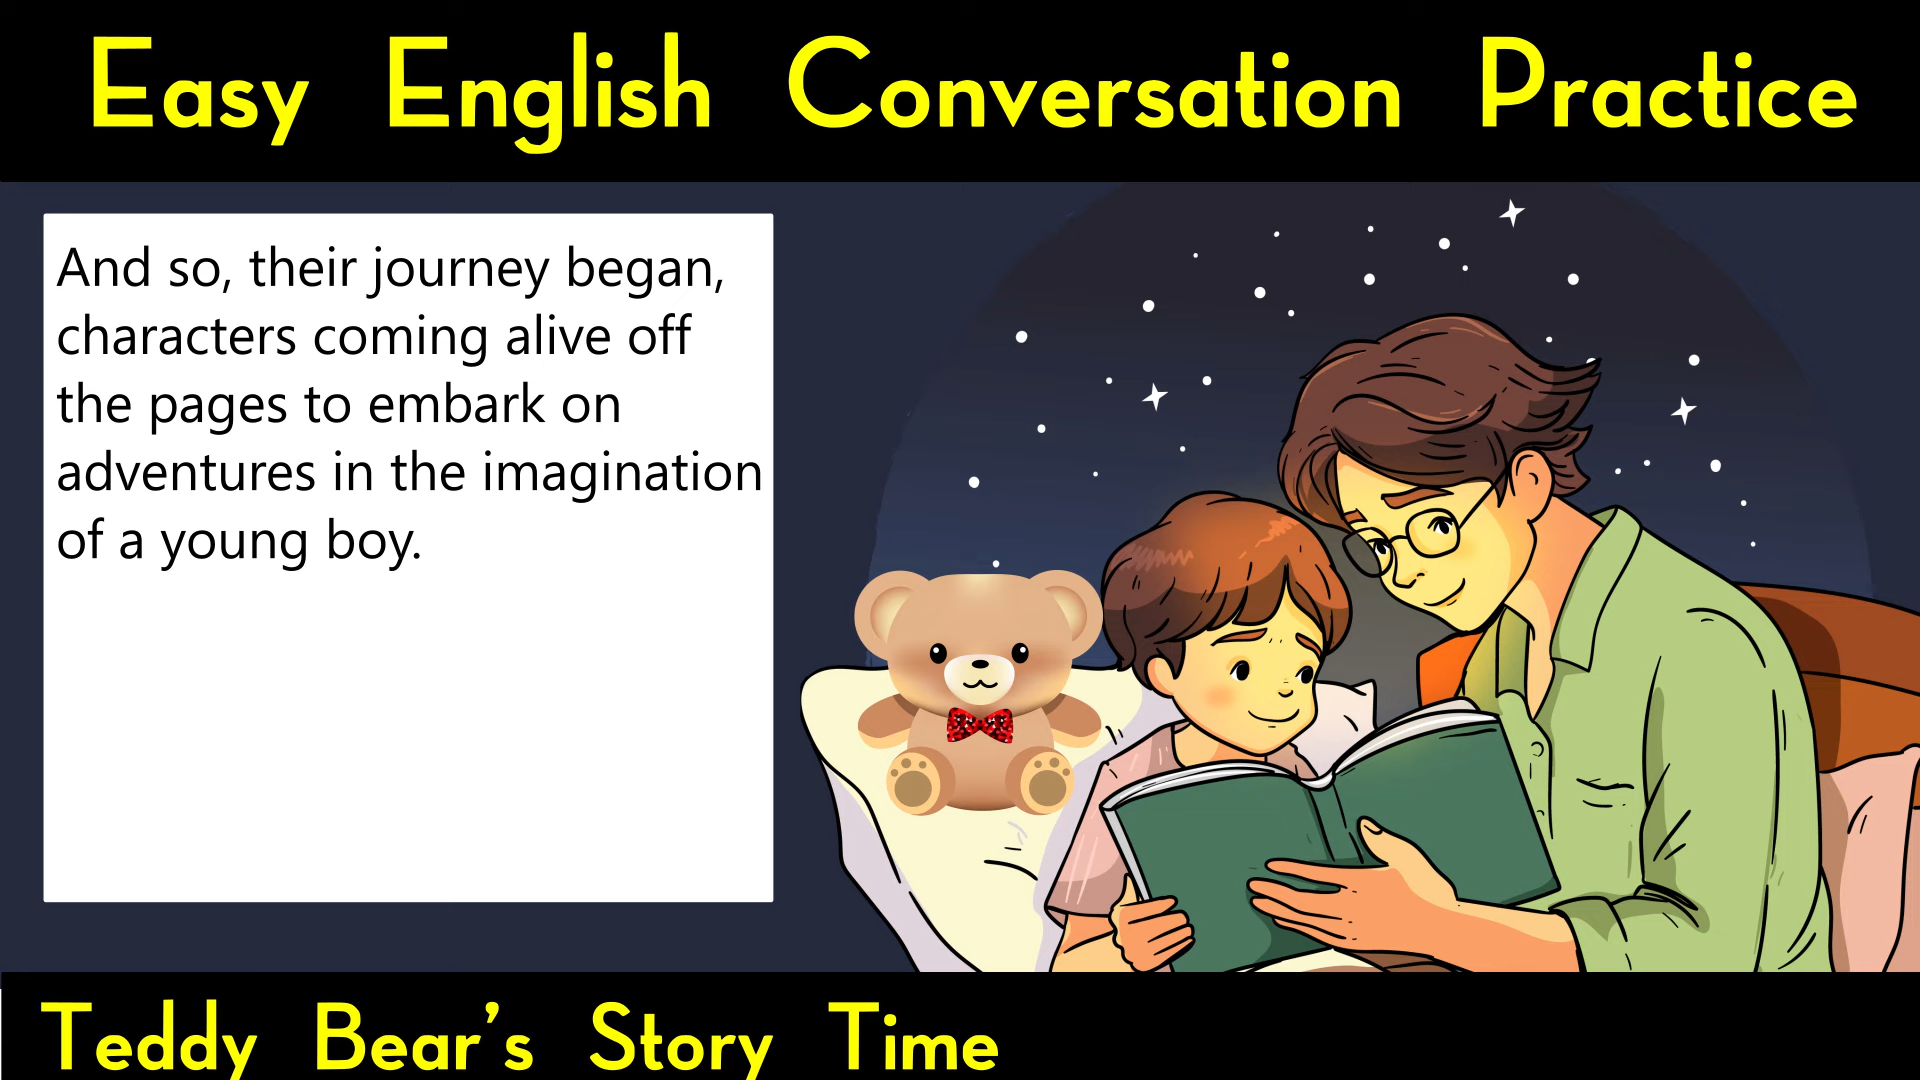 Easy English Conversation Practice
And so, their journey began,
characters coming alive off
the pages to embark on
adventures in the imagination
of a young boy.
Teddy Bear’s Story Time